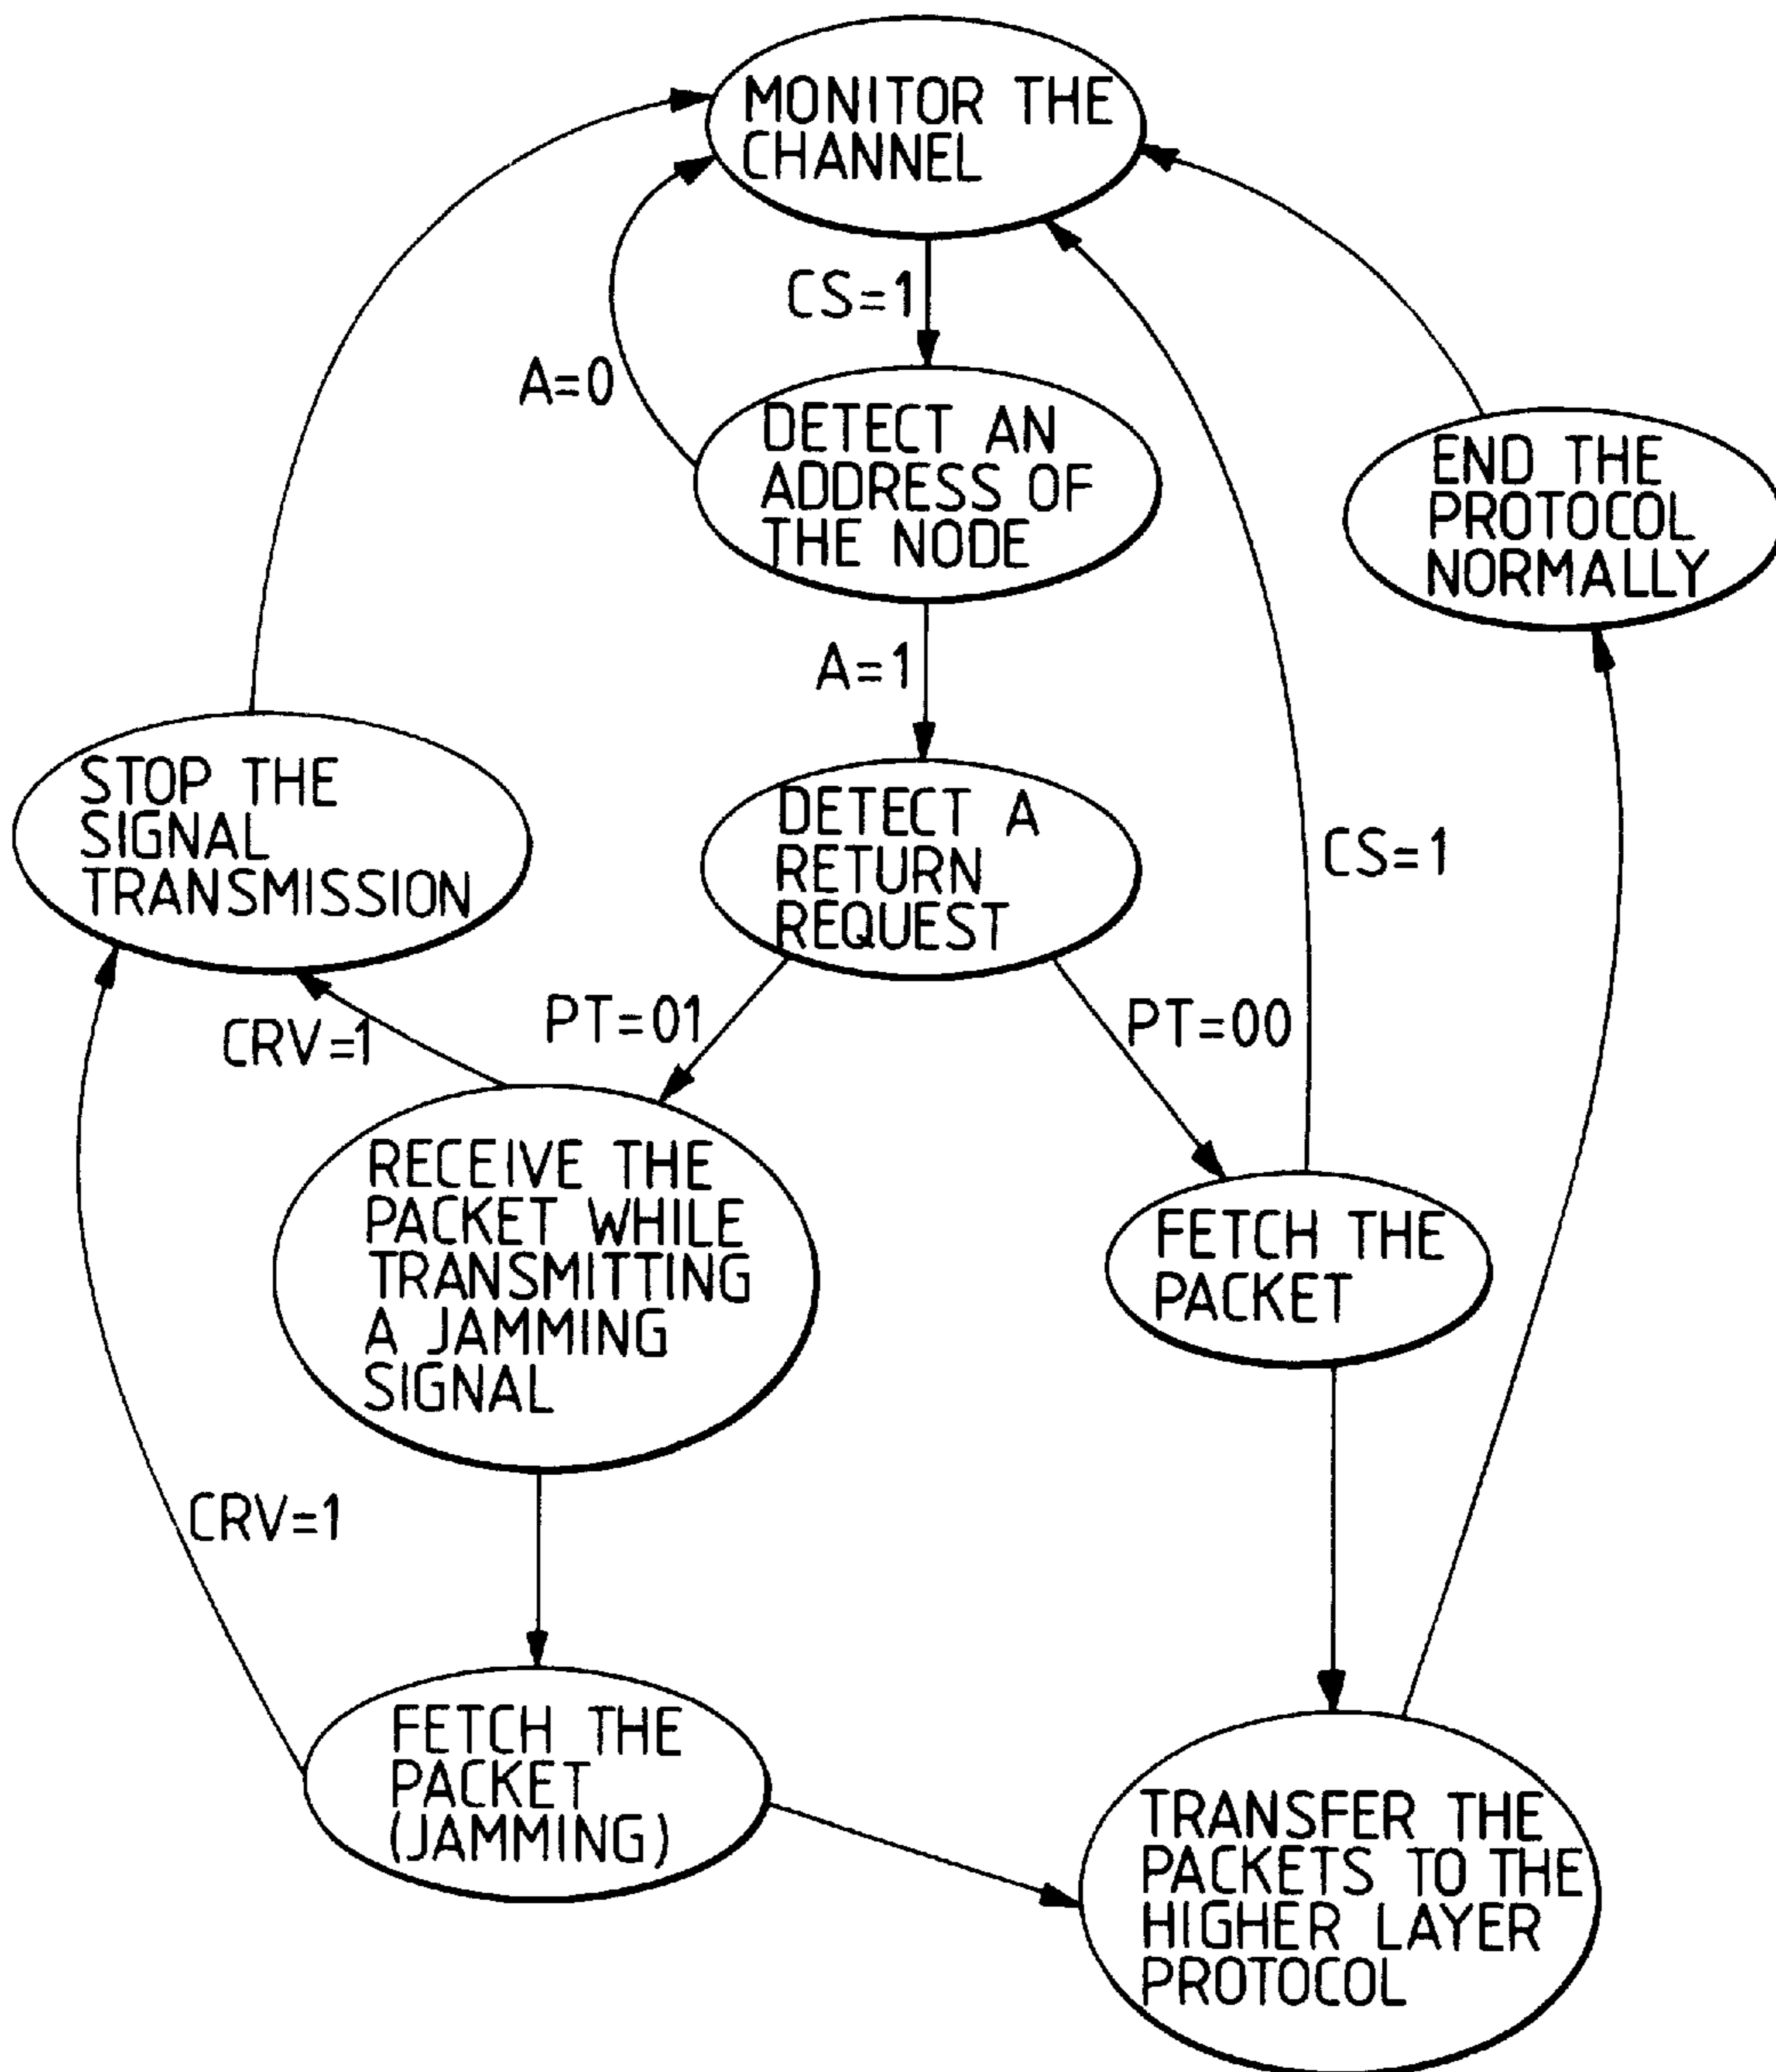 MONITOR THE
CHANNEL
CS=1
A=0
DETECT AN
ADDRESS OF
THE NODE
END THE
PROTOCOL
NORMALLY
A=1
STOP THE
SIGNAL
TRANSMISSION
DETECT A
RETURN
REQUEST
CS=1
PT=01
PT=00
CRV=1
RECEIVE THE
PACKET WHILE
TRANSMITTING
A JAMMING
SIGNAL
FETCH THE
PACKET
CRV=1
FETCH THE
PACKET
(JAMMING)
TRANSFER THE
PACKETS TO THE
HIGHER LAYER
PROTOCOL